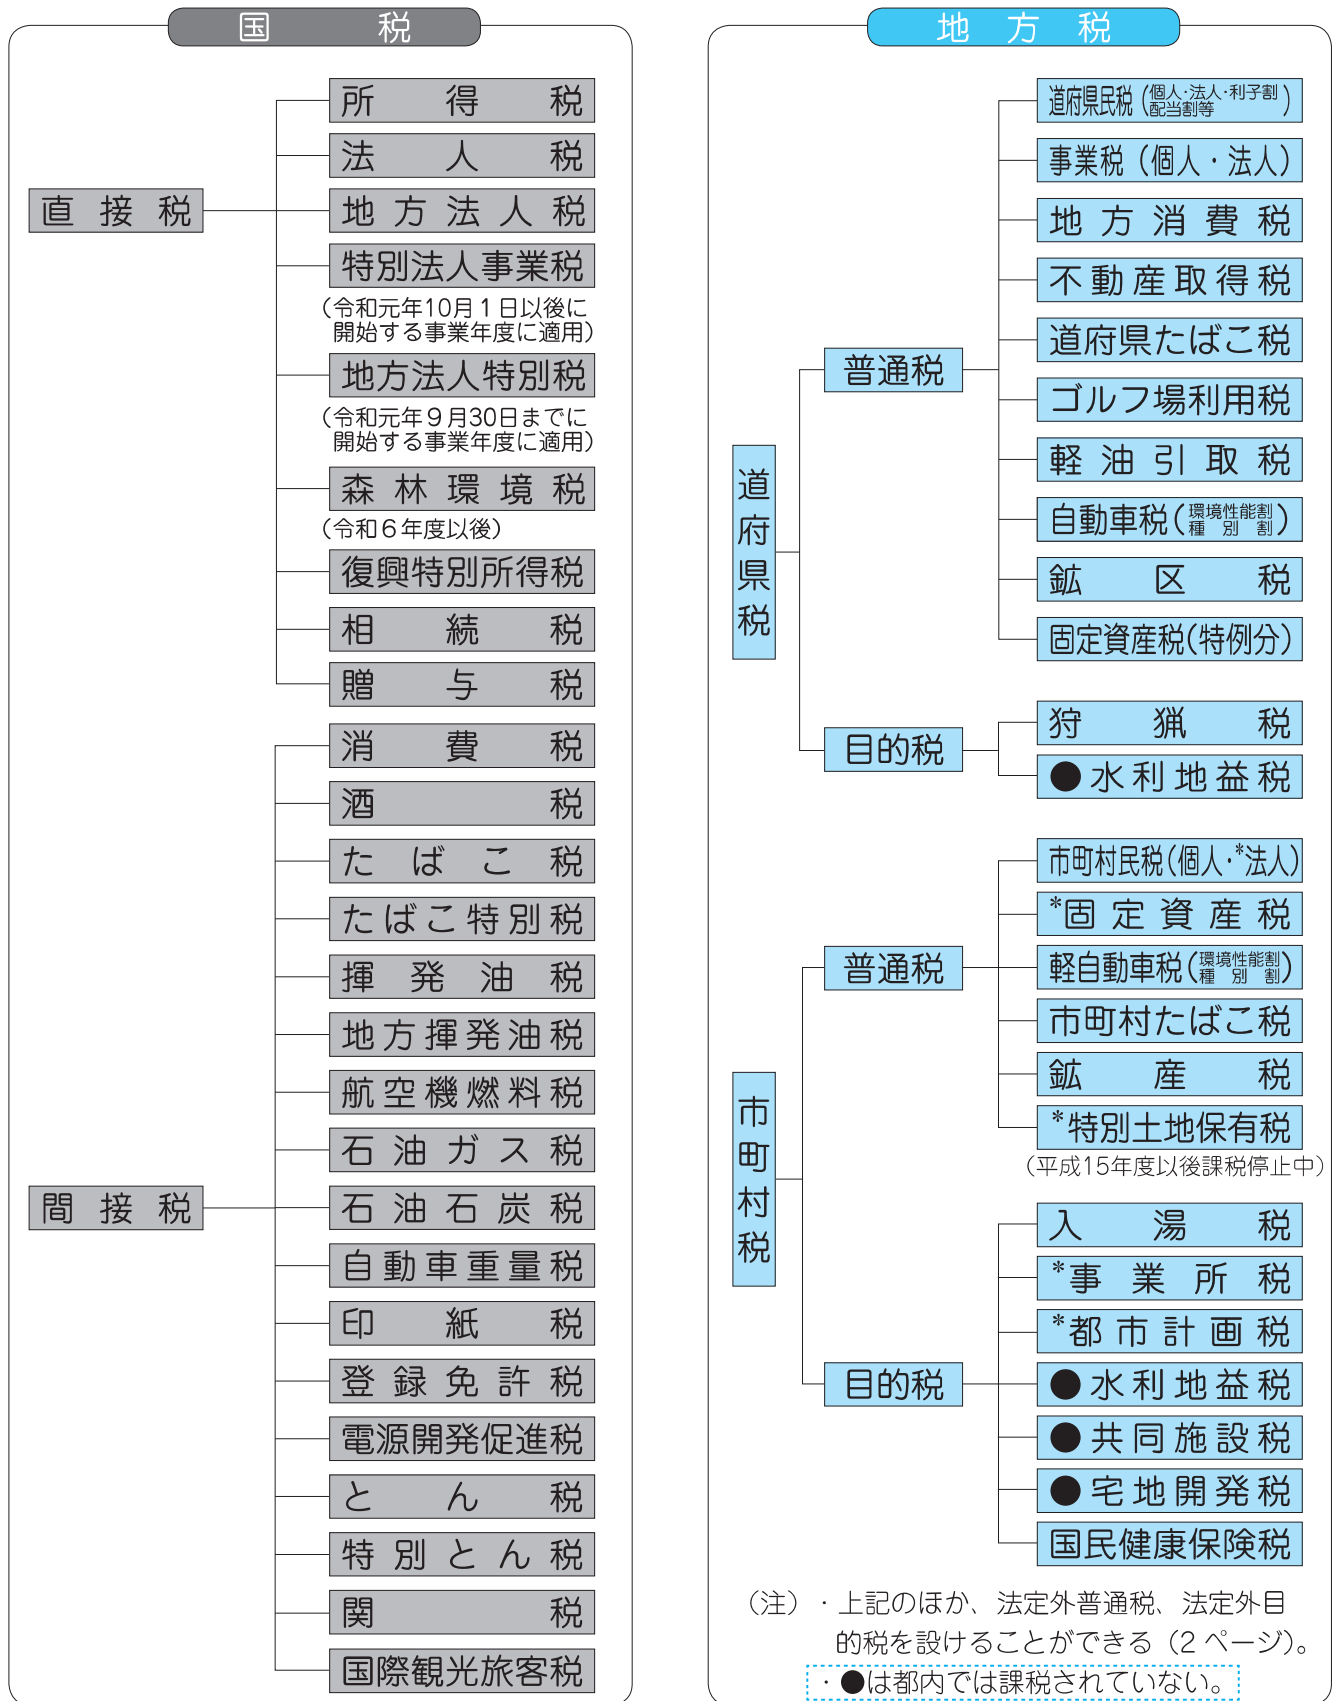 国税
直接税
所得税
法人税
地方法人税
特別法人事業税
(令和元年10月1日以後に
開始する事業年度に適用)
地方法人特別税
(令和元年9月30日までに
開始する事業年度に適用)
森林環境税
(令和6年度以後)
復興特別所得税
相続税
贈与税
間接税
消費税
酒税
たばこ税
たばこ特別税
揮発油税
地方揮発油税
航空機燃料税
石油ガス税
石油石炭税
自動車重量税
印紙税
登録免許税
電源開発促進税
とん税
特別とん税
関税
国際観光旅客税
地方税
道府県税
普通税
道府県民税(個人・法人・利子割
配当割等)
事業税(個人・法人)
地方消費税
不動産取得税
道府県たばこ税
ゴルフ場利用税
軽油引取税
自動車税(環境性能割
種別割)
鉱区税
固定資産税(特例分)
目的税
狩猟税
●水利地益税
市町村税
普通税
市町村民税(個人・*法人)
*固定資産税
軽自動車税(環境性能割
種別割)
市町村たばこ税
鉱産税
*特別土地保有税
(平成15年度以後課税停止中)
目的税
入湯税
*事業所税
*都市計画税
●水利地益税
●共同施設税
●宅地開発税
国民健康保険税
(注)・上記のほか、法定外普通税、法定外目
的税を設けることができる(2ページ)。
・●は都内では課税されていない。